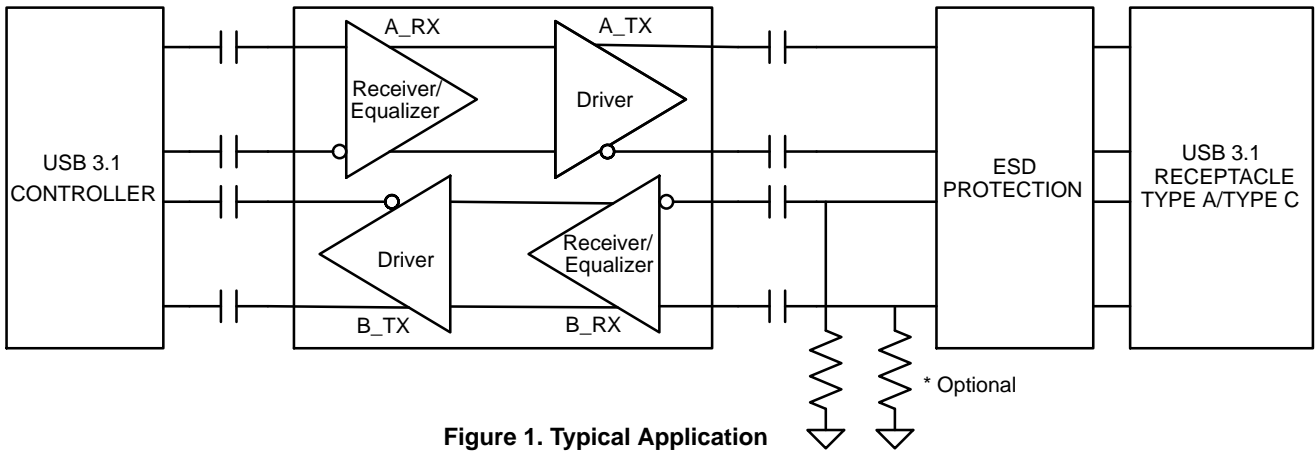 A_RX
A_TX
Receiver/
Equalizer
Driver
USB 3.1
CONTROLLER
ESD
PROTECTION
USB 3.1
RECEPTACLE
TYPE A/TYPE C
Driver
Receiver/
Equalizer
B_TX
B_RX
* Optional
Figure 1. Typical Application